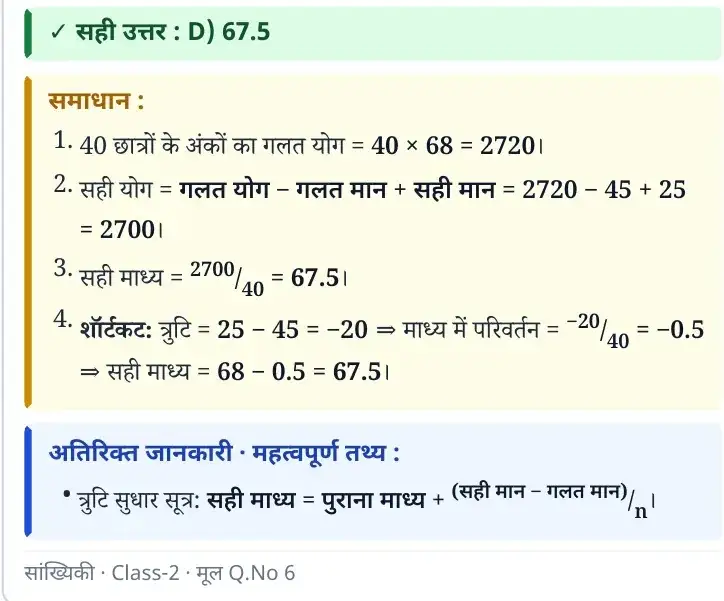 ✓ सही उत्तर : D) 67.5
समाधान :
1. 40 छात्रों के अंकों का गलत योग = 40 × 68 = 2720।
2. सही योग = गलत योग − गलत मान + सही मान = 2720 − 45 + 25
= 2700।
3. सही माध्य = 2700/40 = 67.5।
4. शॉर्टकट: त्रुटि = 25 − 45 = −20 ⇒ माध्य में परिवर्तन = −20/40 = −0.5
⇒ सही माध्य = 68 − 0.5 = 67.5।
अतिरिक्त जानकारी · महत्वपूर्ण तथ्य :
• त्रुटि सुधार सूत्र: सही माध्य = पुराना माध्य + (सही मान − गलत मान)/n।
सांख्यिकी · Class-2 · मूल Q.No 6